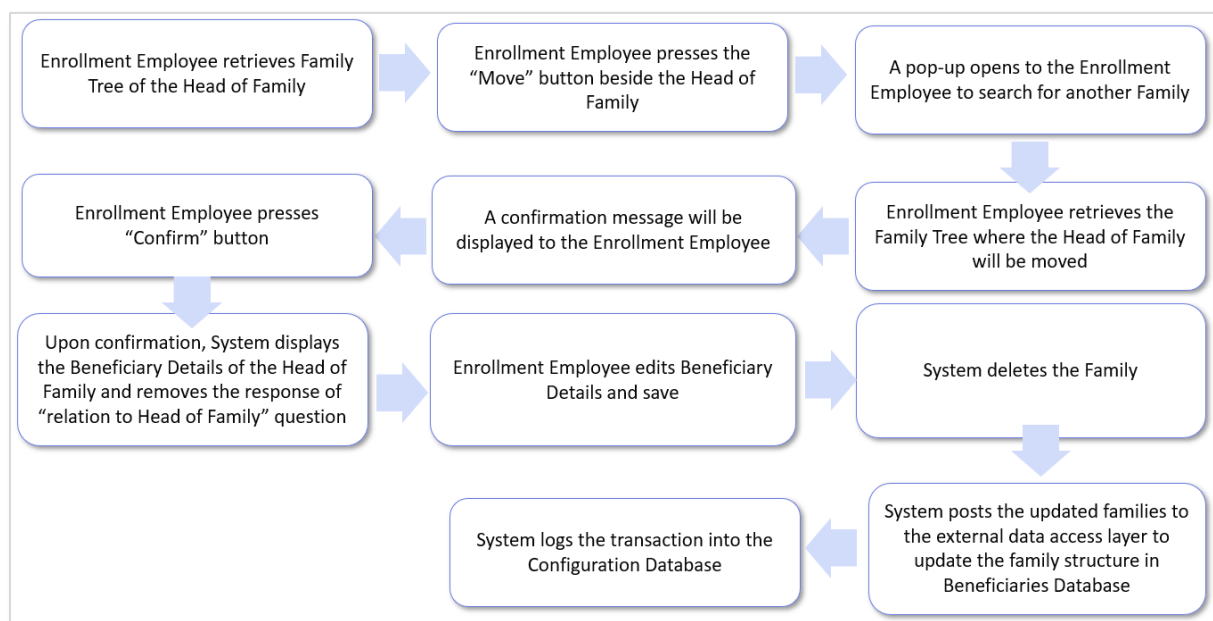 Enrollment Employee retrieves Family
Tree of the Head of Family
Enrollment Employee presses the
“Move” button beside the Head of
Family
A pop-up opens to the Enrollment
Employee to search for another Family
Enrollment Employee retrieves the
Family Tree where the Head of Family
will be moved
A confirmation message will be
displayed to the Enrollment Employee
Enrollment Employee presses
“Confirm” button
Upon confirmation, System displays
the Beneficiary Details of the Head of
Family and removes the response of
“relation to Head of Family” question
Enrollment Employee edits Beneficiary
Details and save
System deletes the Family
System posts the updated families to
the external data access layer to
update the family structure in
Beneficiaries Database
System logs the transaction into the
Configuration Database